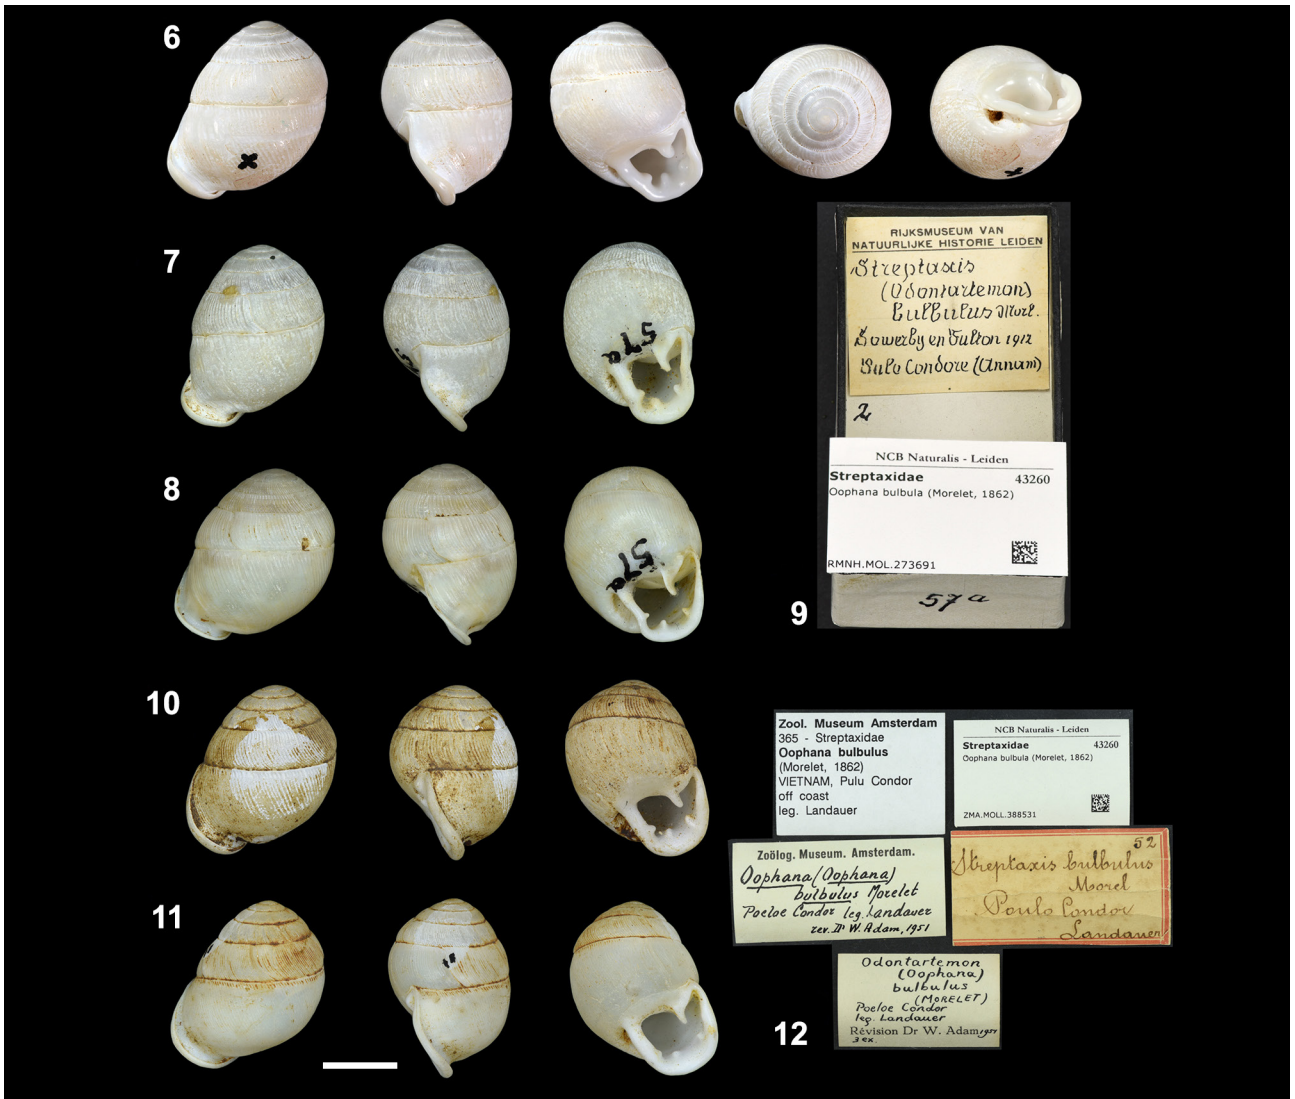 6
7
57a
8
57a
RIJKSMUSEUM VAN
NATUURLIJKE HISTORIE LEIDEN
Streptaxis
(Odontartemon)
bulbulus Morl.
Sowerby en Fulton 1912
Pulo Condore (Annam)
2
NCB Naturalis - Leiden
Streptaxidae 43260
Oophana bulbula (Morelet, 1862)
RMNH.MOL.273691
57a
9
10
11
Zool. Museum Amsterdam
365 - Streptaxidae
Oophana bulbulus
(Morelet, 1862)
VIETNAM, Pulu Condor
off coast
leg. Landauer
NCB Naturalis - Leiden
Streptaxidae 43260
Oophana bulbula (Morelet, 1862)
ZMA.MOLL.388531
Zoölog. Museum. Amsterdam.
Oophana (Oophana)
bulbulus Morelet
Poeloe Condor leg. Landauer
rev. Dr W. Adam, 1951
52
Streptaxis bulbulus
Morel
Poulo Condor
Landauer
Odontartemon
(Oophana)
bulbulus
(MORELET)
Poeloe Condor
leg. Landauer
Révision Dr W. Adam 1951
3 ex.
12